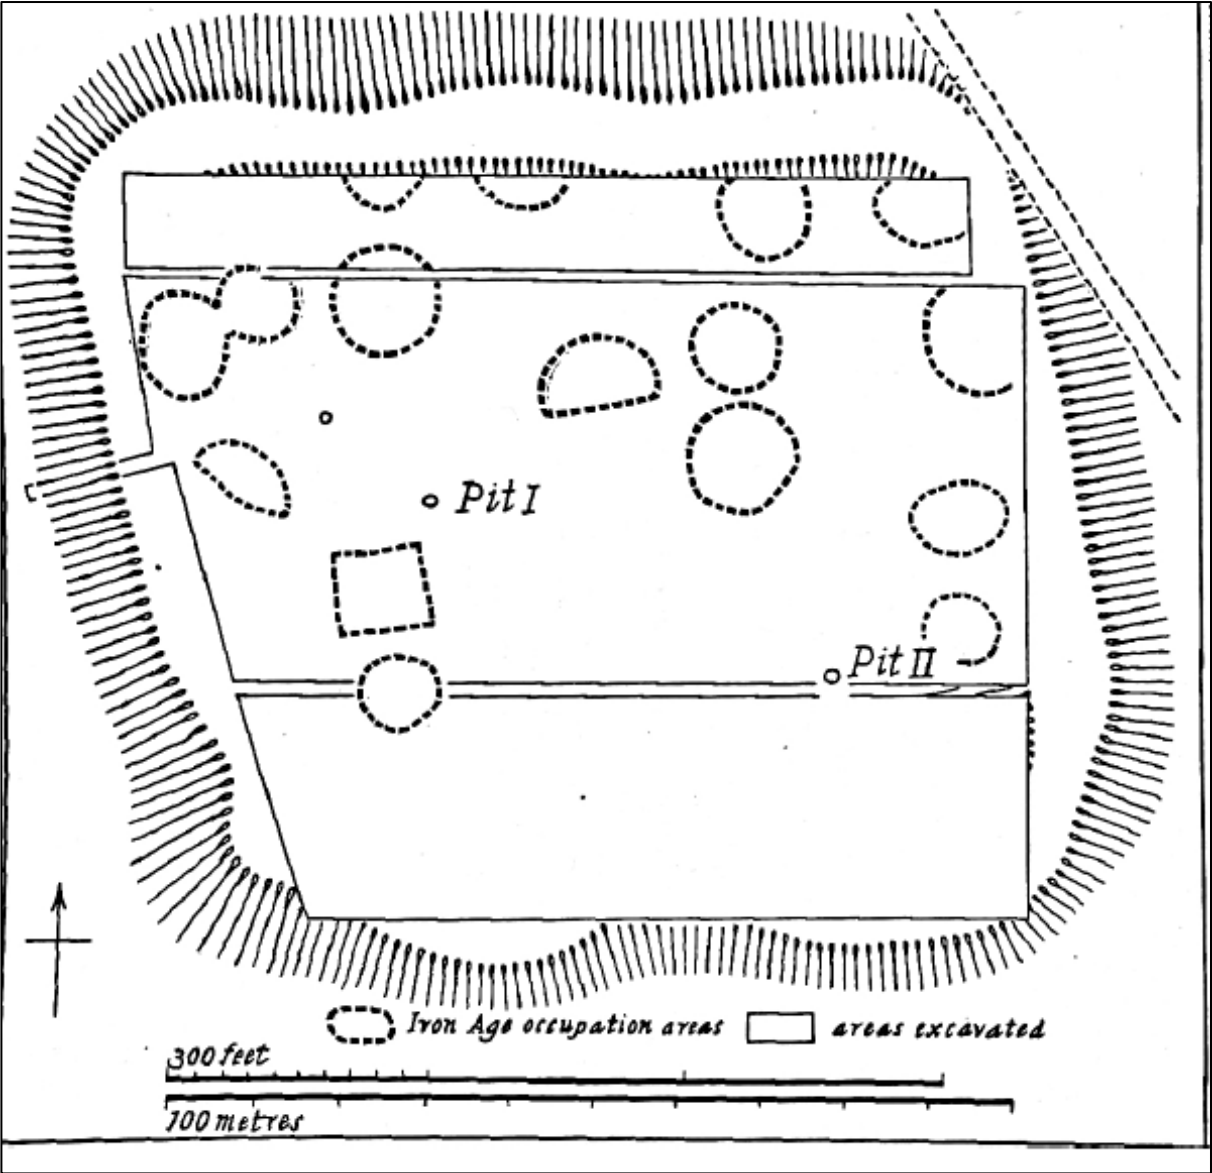 Pit I
Pit II
Iron Age occupation areas
areas excavated
300 feet
100 metres